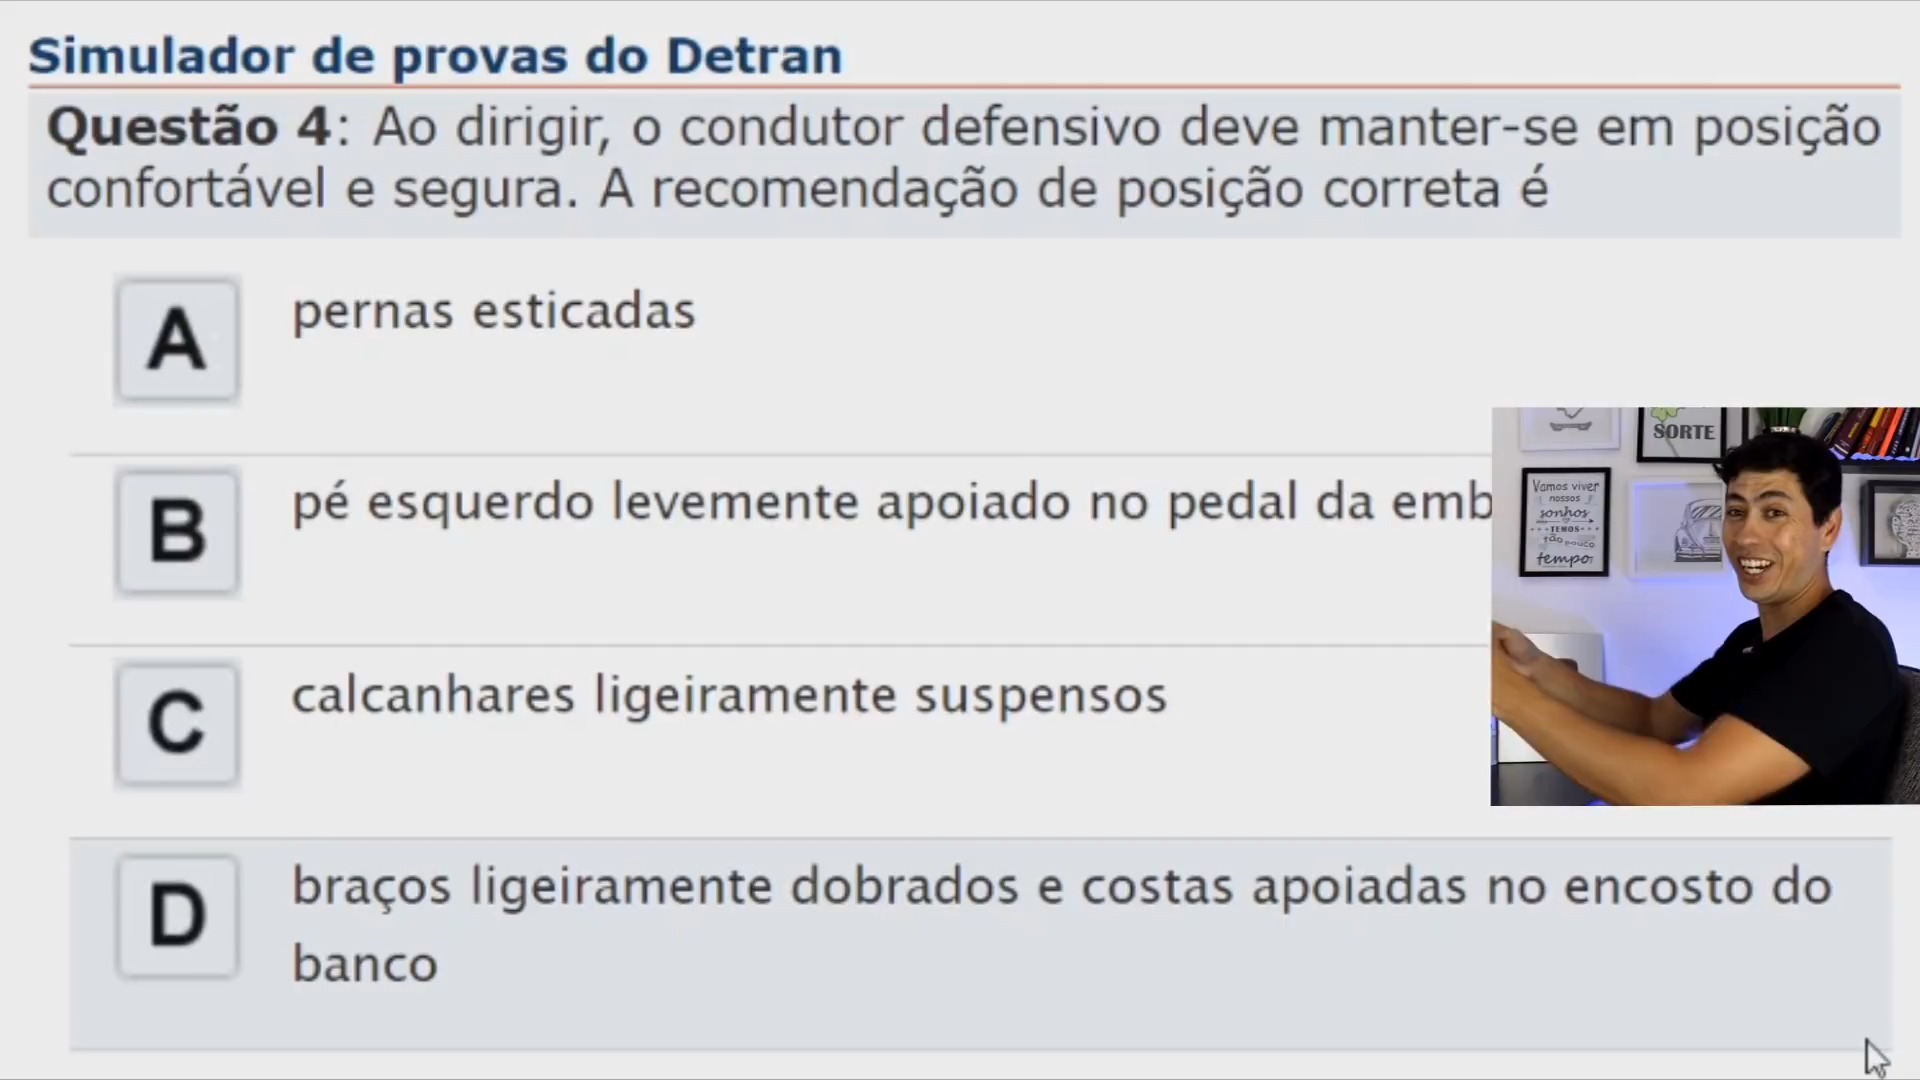 Simulador de provas do Detran
Questão 4: Ao dirigir, o condutor defensivo deve manter-se em posição
confortável e segura. A recomendação de posição correta é
A pernas esticadas
B pé esquerdo levemente apoiado no pedal da emb
C calcanhares ligeiramente suspensos
D braços ligeiramente dobrados e costas apoiadas no encosto do
banco
SORTE
Vamos viver
nossos
sonhos
TEMOS
tão pouco
tempo